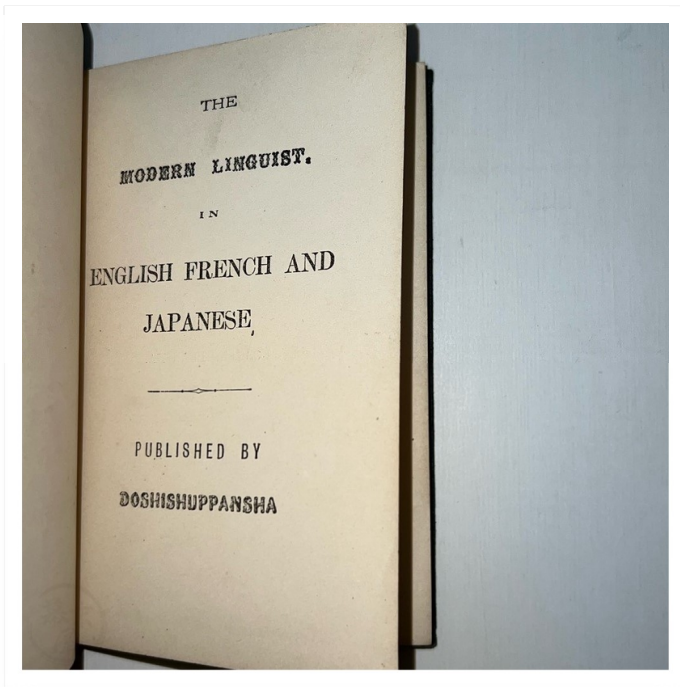 THE
MODERN LINGUIST.
IN
ENGLISH FRENCH AND
JAPANESE,
PUBLISHED BY
DOSHISHUPPANSHA